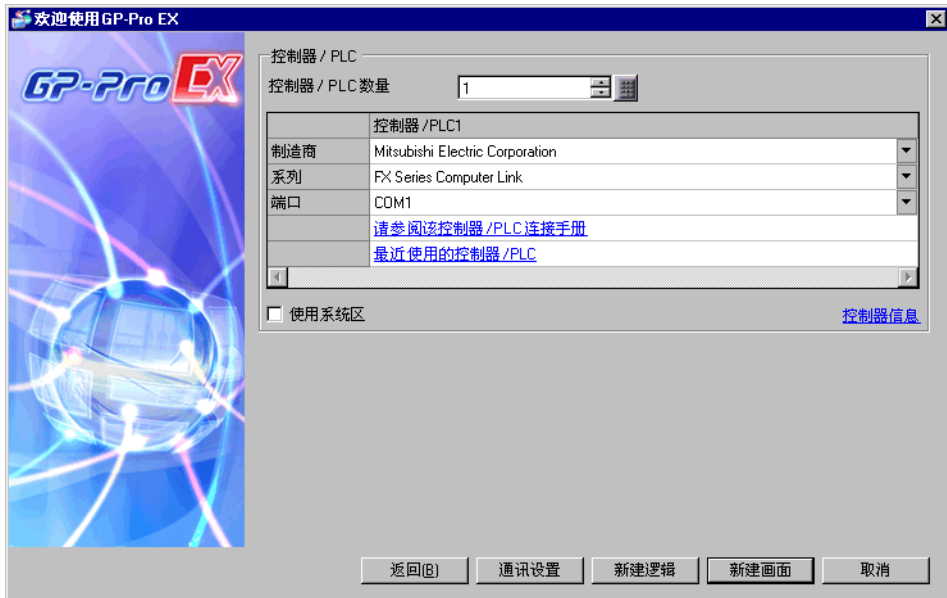 欢迎使用GP-Pro EX
GP-Pro EX
控制器 / PLC
控制器 / PLC 数量 1
控制器 /PLC1
制造商 Mitsubishi Electric Corporation
系列 FX Series Computer Link
端口 COM1
请参阅该控制器 /PLC 连接手册
最近使用的控制器 /PLC
使用系统区 控制器信息
返回(B) 通讯设置 新建逻辑 新建画面 取消